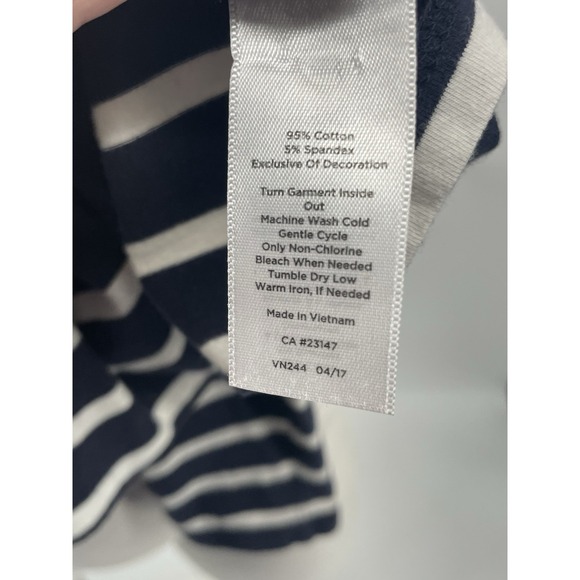 95% Cotton
5% Spandex
Exclusive Of Decoration
Turn Garment Inside
Out
Machine Wash Cold
Gentle Cycle
Only Non-Chlorine
Bleach When Needed
Tumble Dry Low
Warm Iron, If Needed
Made In Vietnam
CA #23147
VN244 04/17